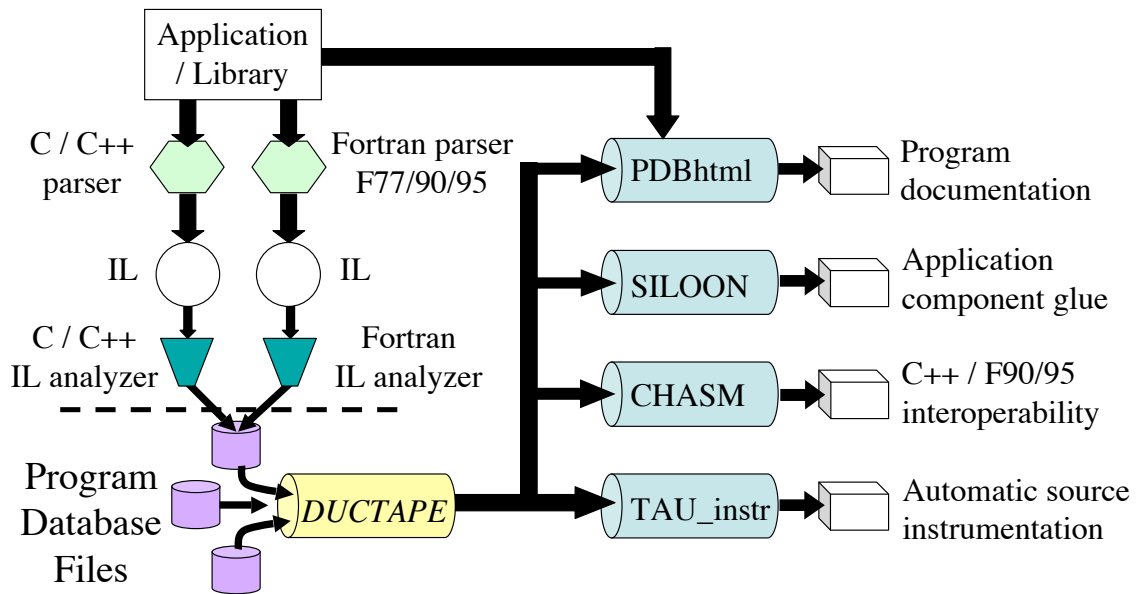 Application
/ Library
C / C++
parser
Fortran parser
F77/90/95
IL
IL
C / C++
IL analyzer
Fortran
IL analyzer
Program
Database
Files
DUCTAPE
PDBhtml
Program
documentation
SILOON
Application
component glue
CHASM
C++ / F90/95
interoperability
TAU_instr
Automatic source
instrumentation